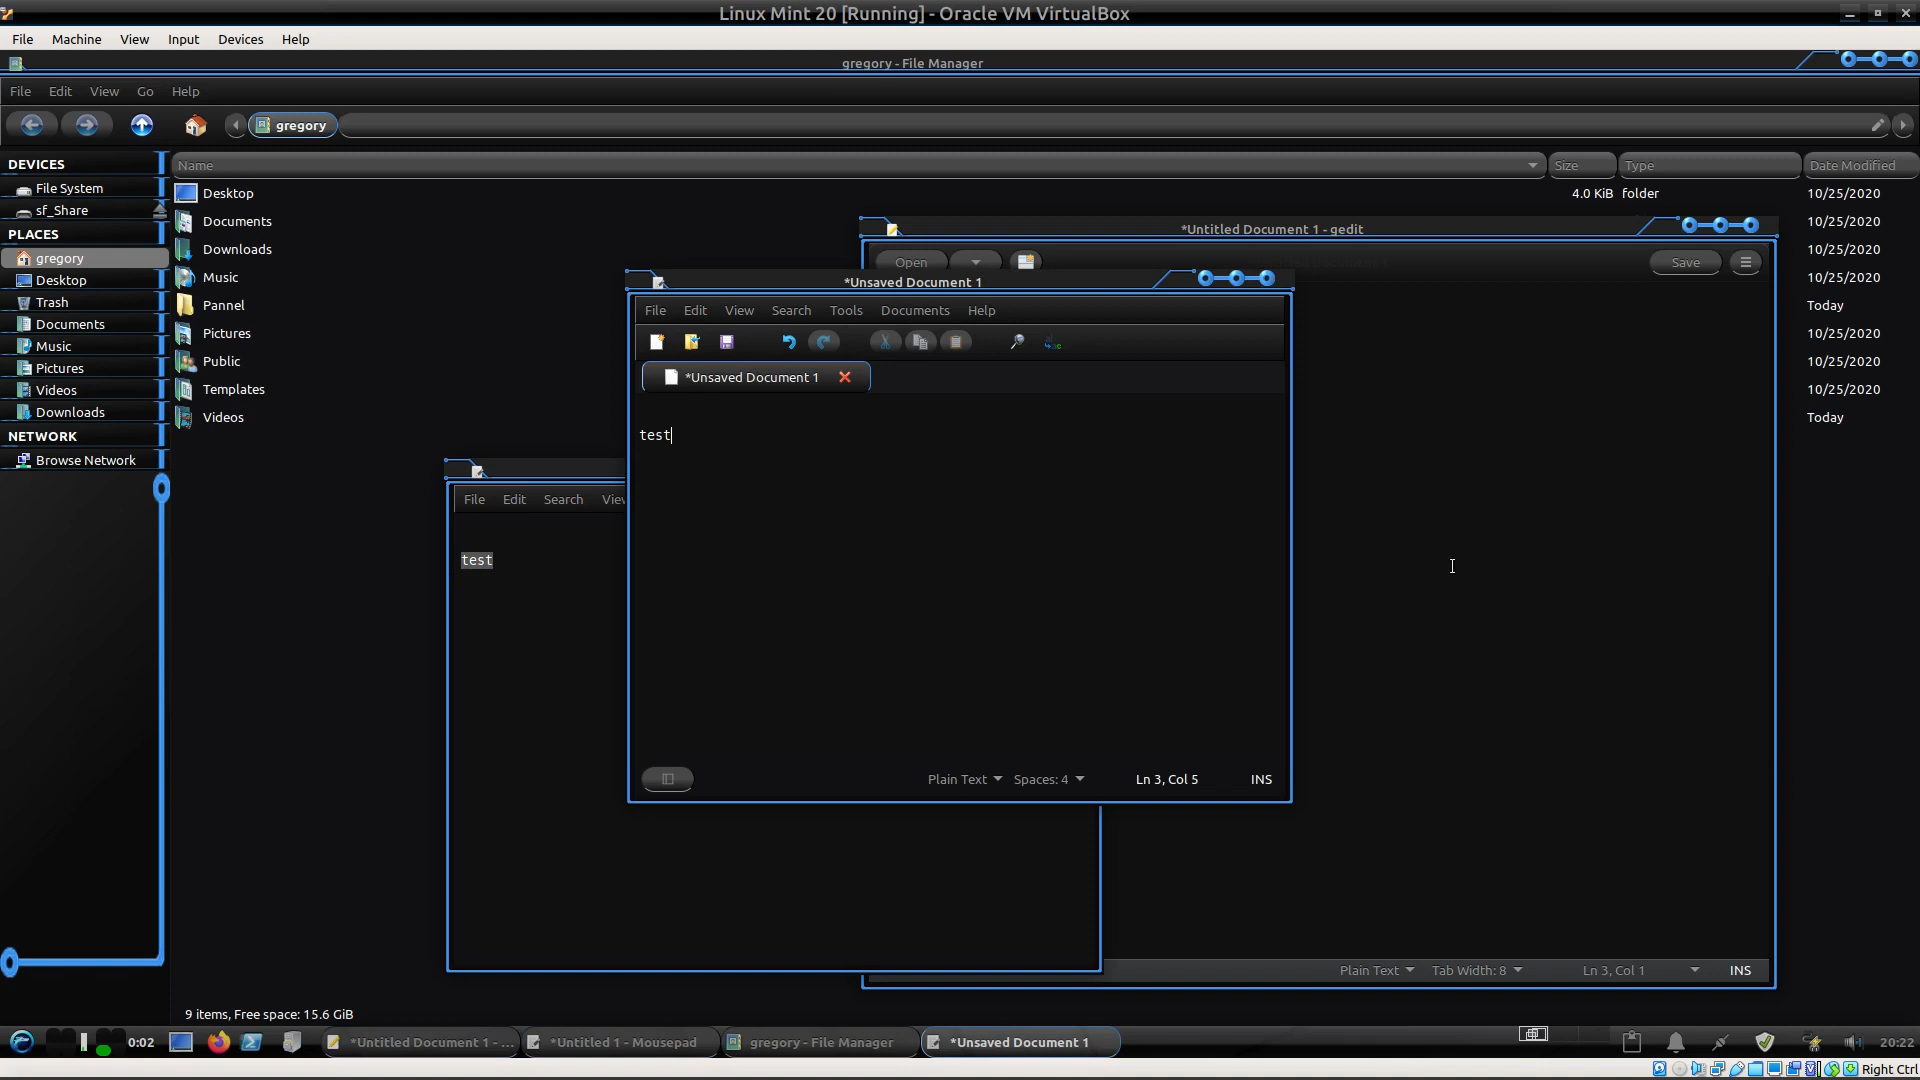 Linux Mint 20 [Running] - Oracle VM VirtualBox
File Machine View Input Devices Help
gregory - File Manager
File Edit View Go Help
gregory
DEVICES
File System
sf_Share
PLACES
gregory
Desktop
Trash
Documents
Music
Pictures
Videos
Downloads
NETWORK
Browse Network
Name Size Type Date Modified
Desktop 4.0 KiB folder 10/25/2020
Documents 10/25/2020
Downloads 10/25/2020
Music 10/25/2020
Pannel Today
Pictures 10/25/2020
Public 10/25/2020
Templates 10/25/2020
Videos Today
*Untitled Document 1 - gedit
Open Save
*Unsaved Document 1
File Edit View Search Tools Documents Help
*Unsaved Document 1
test
Plain Text Spaces: 4 Ln 3, Col 5 INS
File Edit Search
test
Plain Text Tab Width: 8 Ln 3, Col 1 INS
9 items, Free space: 15.6 GiB
0:02 *Untitled Document 1 - ... *Untitled 1 - Mousepad gregory - File Manager *Unsaved Document 1 20:22
Right Ctrl